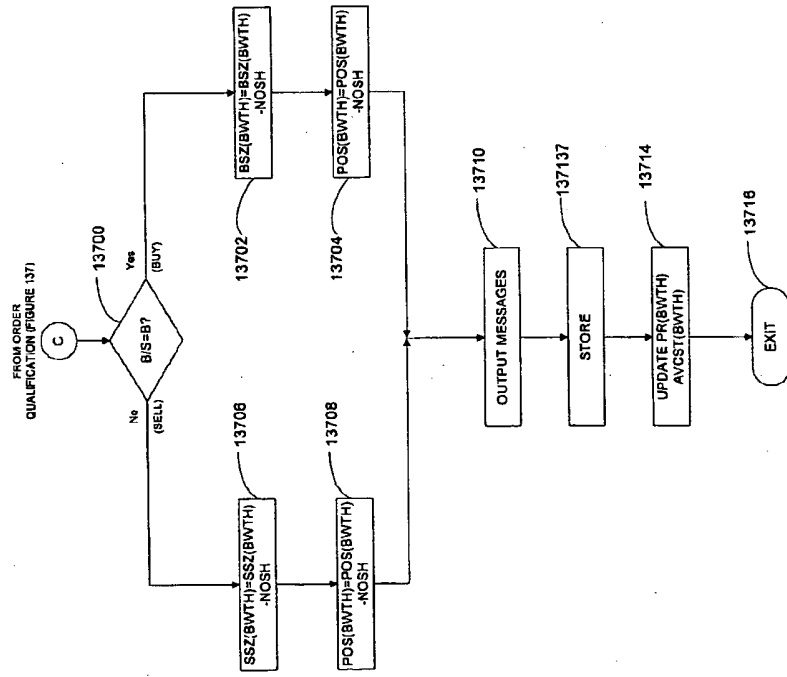 FROM ORDER
QUALIFICATION (FIGURE 137)
C
13700
B/S=B?
No
(SELL)
Yes
(BUY)
13706
SSZ(BWTH)=SSZ(BWTH)
-NOSH
13708
POS(BWTH)=POS(BWTH)
-NOSH
BSZ(BWTH)=BSZ(BWTH)
-NOSH
13702
POS(BWTH)=POS(BWTH)
-NOSH
13704
OUTPUT MESSAGES
13710
STORE
137137
UPDATE PR(BWTH)
AVCST(BWTH)
13714
EXIT
13716